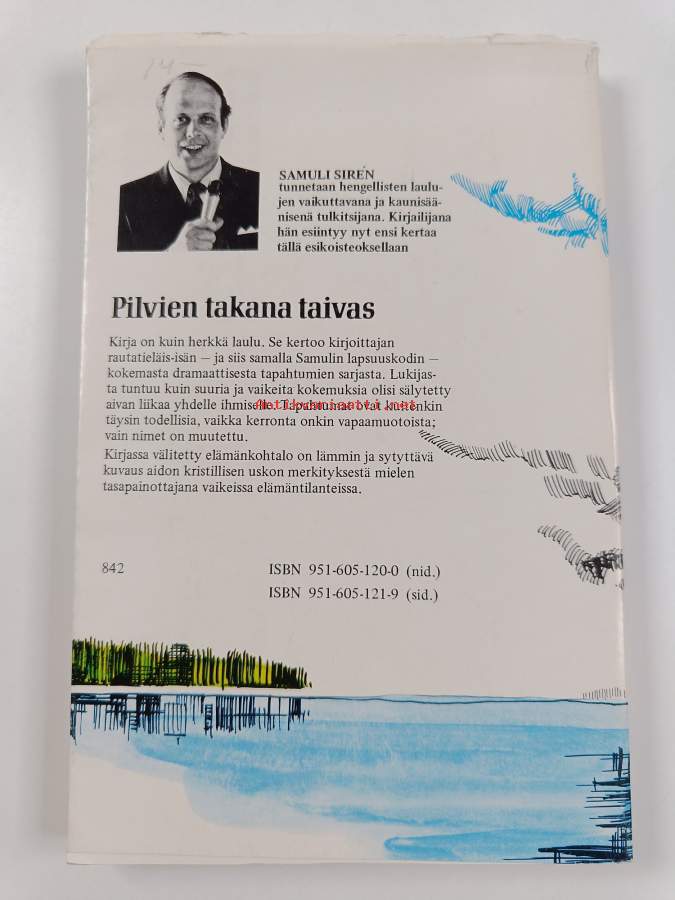 14—
SAMULI SIREN
tunnetaan hengellisten laulu-
jen vaikuttavana ja kaunisää-
nisenä tulkitsijana. Kirjailijana
hän esiintyy nyt ensi kertaa
tällä esikoisteoksellaan
Pilvien takana taivas
Kirja on kuin herkkä laulu. Se kertoo kirjoittajan
rautatieläis-isän — ja siis samalla Samulin lapsuuskodin —
kokemasta dramaattisesta tapahtumien sarjasta. Lukijas-
ta tuntuu kuin suuria ja vaikeita kokemuksia olisi sälytetty
aivan liikaa yhdelle ihmiselle. Tapahtumat ovat kuitenkin
Antikvariaatti.net
täysin todellisia, vaikka kerronta onkin vapaamuotoista;
vain nimet on muutettu.
Kirjassa välitetty elämänkohtalo on lämmin ja sytyttävä
kuvaus aidon kristillisen uskon merkityksestä mielen
tasapainottajana vaikeissa elämäntilanteissa.
842
ISBN 951-605-120-0 (nid.)
ISBN 951-605-121-9 (sid.)